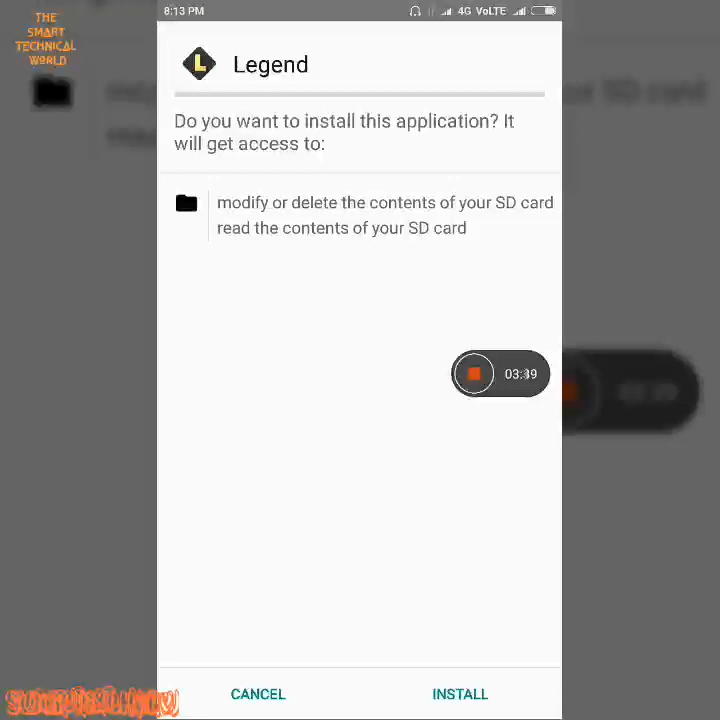 THE
SMART
TECHNICAL
WORLD
8:13 PM
4G VoLTE
L Legend
Do you want to install this application? It
will get access to:
modify or delete the contents of your SD card
read the contents of your SD card
03:39
CANCEL
INSTALL